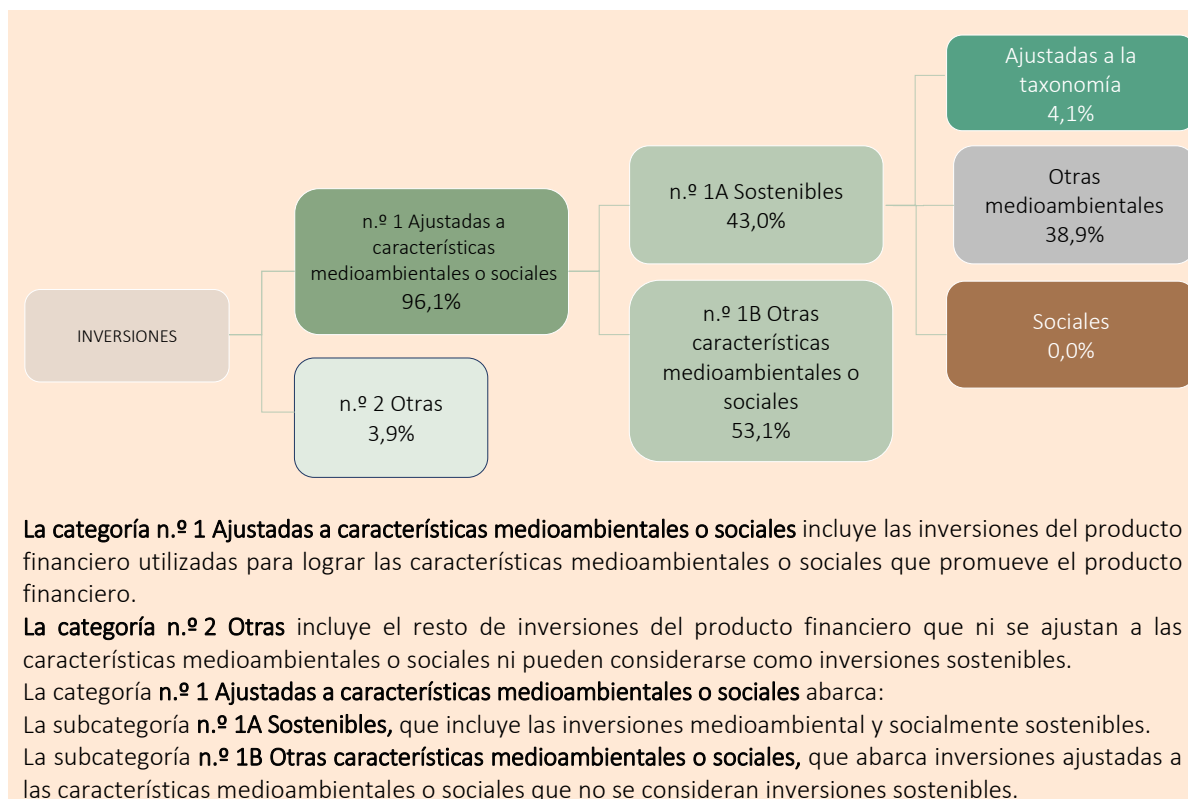 INVERSIONES
n.º 1 Ajustadas a
características
medioambientales o sociales
96,1%
n.º 2 Otras
3,9%
n.º 1A Sostenibles
43,0%
n.º 1B Otras
características
medioambientales o
sociales
53,1%
Ajustadas a la
taxonomía
4,1%
Otras
medioambientales
38,9%
Sociales
0,0%
La categoría n.º 1 Ajustadas a características medioambientales o sociales incluye las inversiones del producto
financiero utilizadas para lograr las características medioambientales o sociales que promueve el producto
financiero.
La categoría n.º 2 Otras incluye el resto de inversiones del producto financiero que ni se ajustan a las
características medioambientales o sociales ni pueden considerarse como inversiones sostenibles.
La categoría n.º 1 Ajustadas a características medioambientales o sociales abarca:
La subcategoría n.º 1A Sostenibles, que incluye las inversiones medioambiental y socialmente sostenibles.
La subcategoría n.º 1B Otras características medioambientales o sociales, que abarca inversiones ajustadas a
las características medioambientales o sociales que no se consideran inversiones sostenibles.